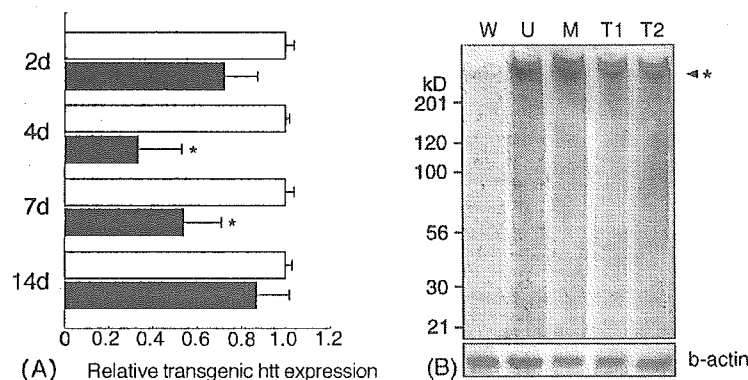 2d
4d
*
7d
*
14d
0 0.2 0.4 0.6 0.8 1.0 1.2
(A) Relative transgenic htt expression
W U M T1 T2
kD
*
201
120
100
56
30
21
(B)
b-actin